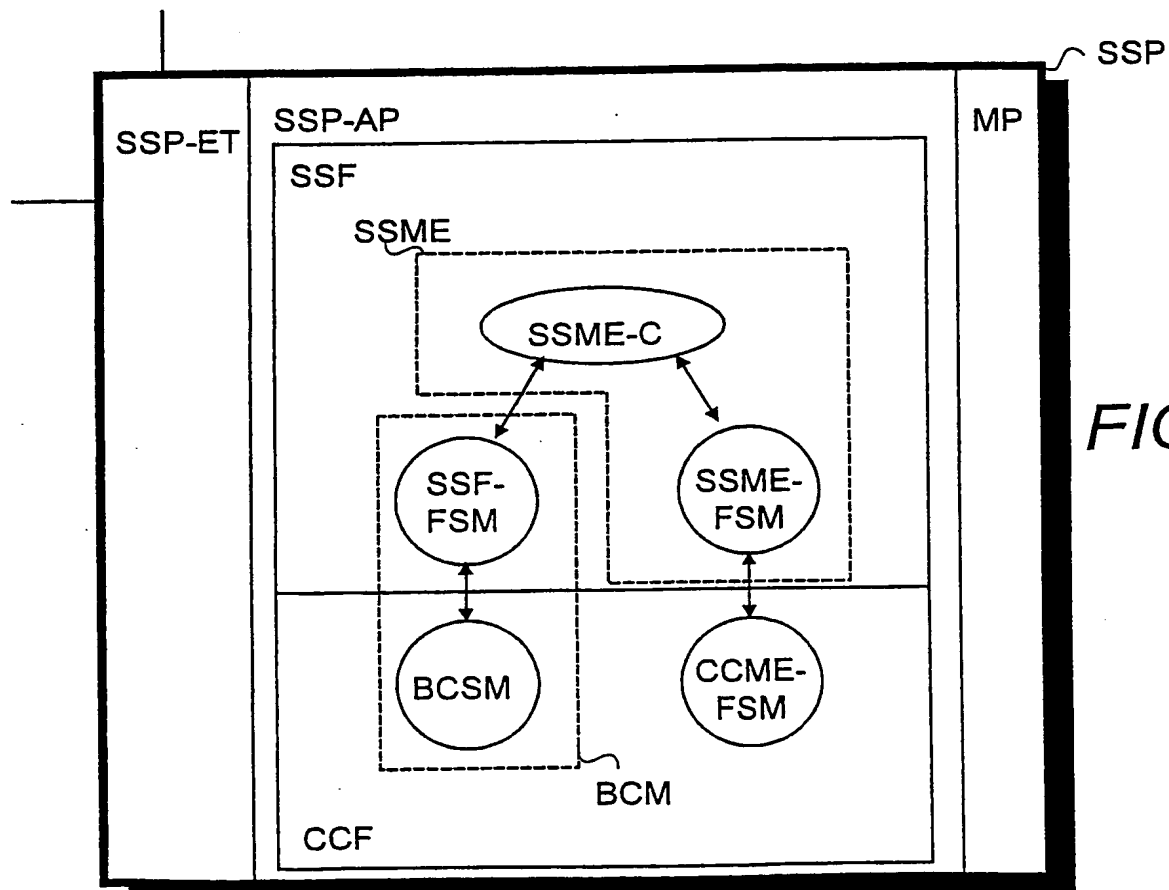 SSP
SSP-ET
SSP-AP
MP
SSF
SSME
SSME-C
FIG
SSF-
FSM
SSME-
FSM
BCSM
CCME-
FSM
BCM
CCF